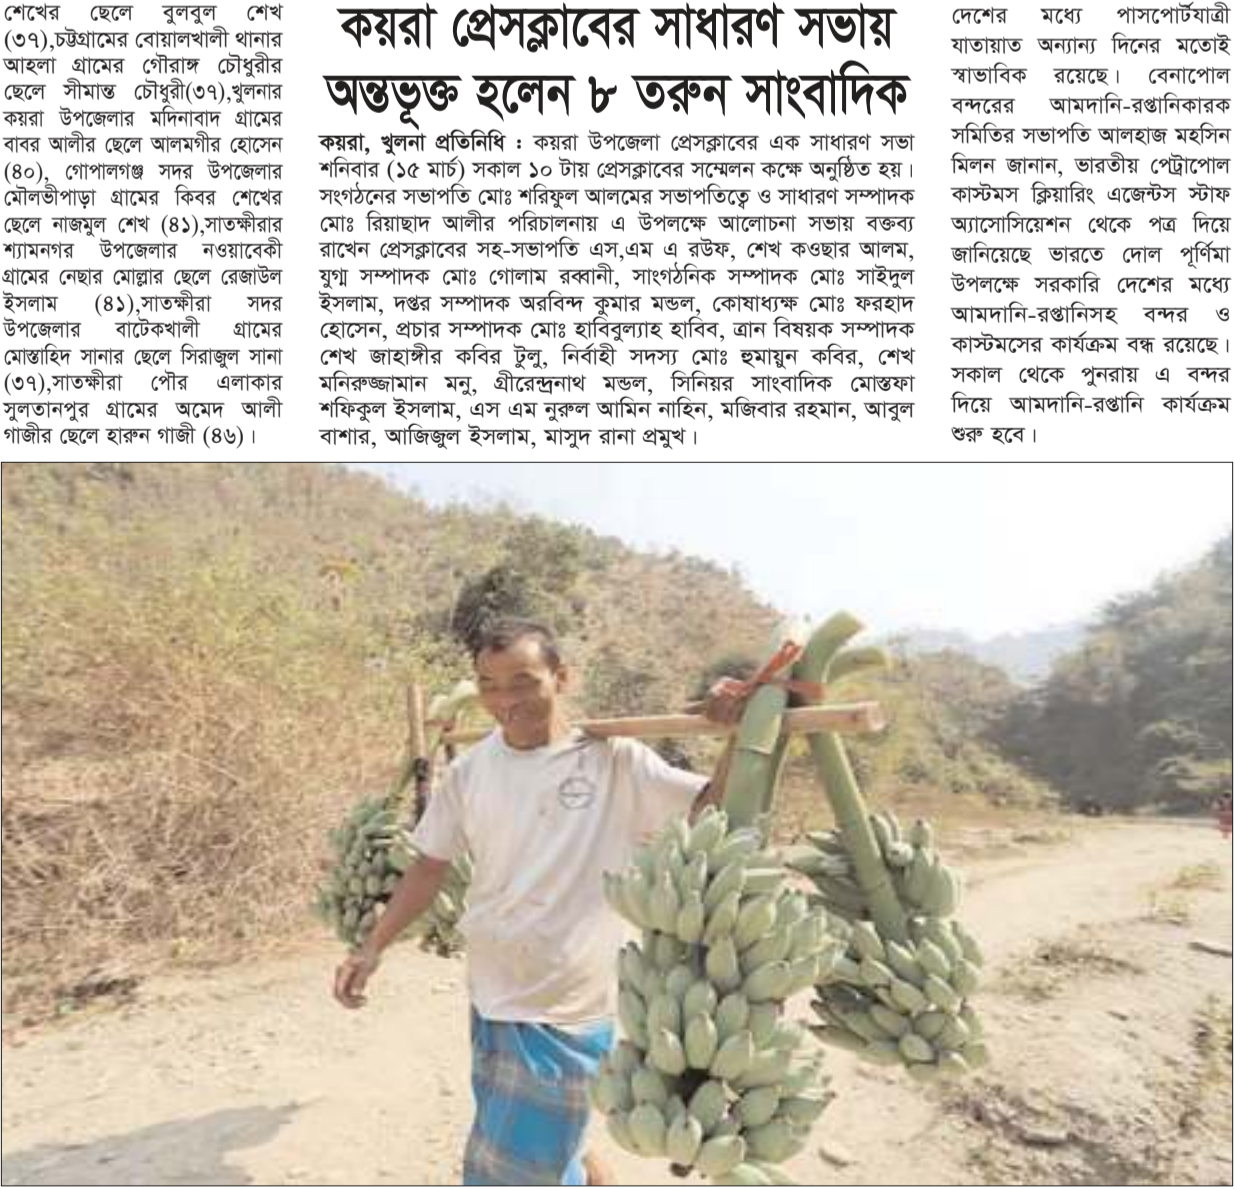 শেখের ছেলে বুলবুল শেখ
(৩৭),চট্টগ্রামের বোয়ালখালী থানার
আহলা গ্রামের গৌরাঙ্গ চৌধুরীর
ছেলে সীমান্ত চৌধুরী(৩৭),খুলনার
কয়রা উপজেলার মদিনাবাদ গ্রামের
বাবর আলীর ছেলে আলমগীর হোসেন
(৪০), গোপালগঞ্জ সদর উপজেলার
মৌলভীপাড়া গ্রামের কিবর শেখের
ছেলে নাজমুল শেখ (৪১),সাতক্ষীরার
শ্যামনগর উপজেলার নওয়াবেকী
গ্রামের নেছার মোল্লার ছেলে রেজাউল
ইসলাম (৪১),সাতক্ষীরা সদর
উপজেলার বাটেকখালী গ্রামের
মোস্তাহিদ সানার ছেলে সিরাজুল সানা
(৩৭),সাতক্ষীরা পৌর এলাকার
সুলতানপুর গ্রামের অমেদ আলী
গাজীর ছেলে হারুন গাজী (৪৬)।
কয়রা প্রেসক্লাবের সাধারণ সভায়
অন্তভূক্ত হলেন ৮ তরুন সাংবাদিক
কয়রা, খুলনা প্রতিনিধি : কয়রা উপজেলা প্রেসক্লাবের এক সাধারণ সভা
শনিবার (১৫ মার্চ) সকাল ১০ টায় প্রেসক্লাবের সম্মেলন কক্ষে অনুষ্ঠিত হয়।
সংগঠনের সভাপতি মোঃ শরিফুল আলমের সভাপতিত্বে ও সাধারণ সম্পাদক
মোঃ রিয়াছাদ আলীর পরিচালনায় এ উপলক্ষে আলোচনা সভায় বক্তব্য
রাখেন প্রেসক্লাবের সহ-সভাপতি এস,এম এ রউফ, শেখ কওছার আলম,
যুগ্ম সম্পাদক মোঃ গোলাম রব্বানী, সাংগঠনিক সম্পাদক মোঃ সাইদুল
ইসলাম, দপ্তর সম্পাদক অরবিন্দ কুমার মন্ডল, কোষাধ্যক্ষ মোঃ ফরহাদ
হোসেন, প্রচার সম্পাদক মোঃ হাবিবুল্যাহ হাবিব, ত্রান বিষয়ক সম্পাদক
শেখ জাহাঙ্গীর কবির টুলু, নির্বাহী সদস্য মোঃ হুমায়ুন কবির, শেখ
মনিরুজ্জামান মনু, গ্রীরেন্দ্রনাথ মন্ডল, সিনিয়র সাংবাদিক মোস্তফা
শফিকুল ইসলাম, এস এম নুরুল আমিন নাহিন, মজিবার রহমান, আবুল
বাশার, আজিজুল ইসলাম, মাসুদ রানা প্রমুখ।
দেশের মধ্যে পাসপোর্টযাত্রী
যাতায়াত অন্যান্য দিনের মতোই
স্বাভাবিক রয়েছে। বেনাপোল
বন্দরের আমদানি-রপ্তানিকারক
সমিতির সভাপতি আলহাজ মহসিন
মিলন জানান, ভারতীয় পেট্রাপোল
কাস্টমস ক্লিয়ারিং এজেন্টস স্টাফ
অ্যাসোসিয়েশন থেকে পত্র দিয়ে
জানিয়েছে ভারতে দোল পূর্ণিমা
উপলক্ষে সরকারি দেশের মধ্যে
আমদানি-রপ্তানিসহ বন্দর ও
কাস্টমসের কার্যক্রম বন্ধ রয়েছে।
সকাল থেকে পুনরায় এ বন্দর
দিয়ে আমদানি-রপ্তানি কার্যক্রম
শুরু হবে।